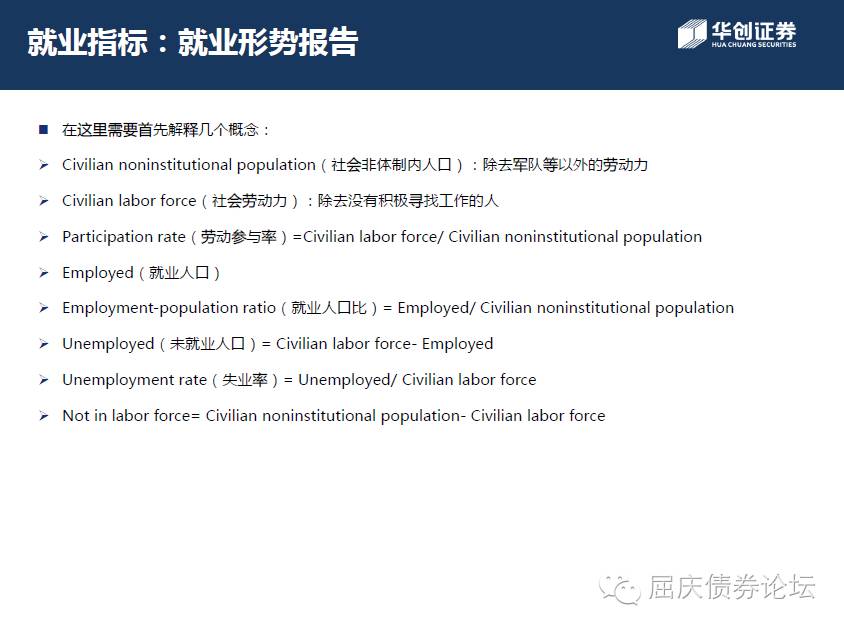 就业指标：就业形势报告
华创证券
HUA CHUANG SECURITIES
在这里需要首先解释几个概念：
Civilian noninstitutional population（社会非体制内人口）：除去军队等以外的劳动力
Civilian labor force（社会劳动力）：除去没有积极寻找工作的人
Participation rate（劳动参与率）=Civilian labor force/ Civilian noninstitutional population
Employed（就业人口）
Employment-population ratio（就业人口比）= Employed/ Civilian noninstitutional population
Unemployed（未就业人口）= Civilian labor force- Employed
Unemployment rate（失业率）= Unemployed/ Civilian labor force
Not in labor force= Civilian noninstitutional population- Civilian labor force
屈庆债券论坛